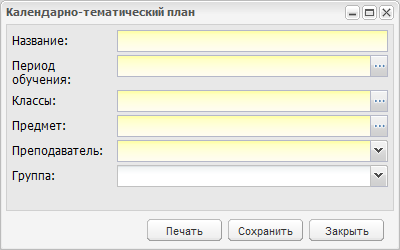 Календарно-тематический план
Название:
Период
обучения:
Классы:
Предмет:
Преподаватель:
Группа:
Печать Сохранить Закрыть